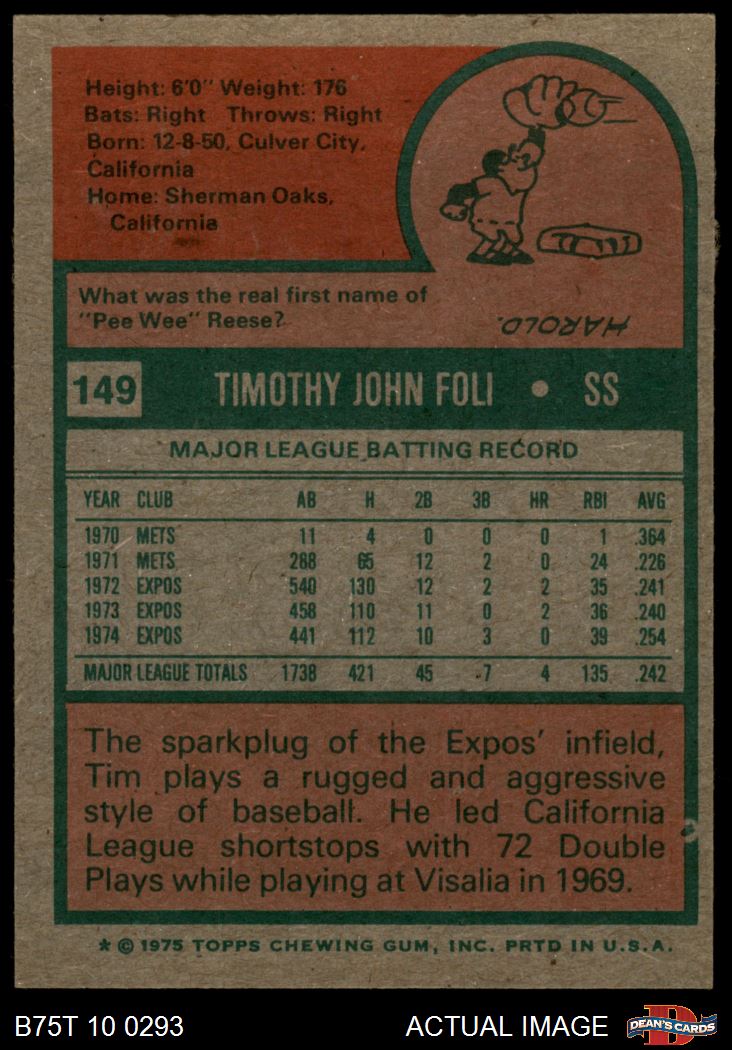 Height: 6'0" Weight: 176
Bats: Right Throws: Right
Born: 12-8-50, Culver City,
California
Home: Sherman Oaks,
California
What was the real first name of
"Pee Wee" Reese?
HAROLD.
149 TIMOTHY JOHN FOLI • SS
MAJOR LEAGUE BATTING RECORD
YEAR CLUB AB H 2B 3B HR RBI AVG
1970 METS 11 4 0 0 0 1 .364
1971 METS 288 65 12 2 0 24 .226
1972 EXPOS 540 130 12 2 2 35 .241
1973 EXPOS 458 110 11 0 2 36 .240
1974 EXPOS 441 112 10 3 0 39 .254
MAJOR LEAGUE TOTALS 1738 421 45 7 4 135 .242
The sparkplug of the Expos' infield,
Tim plays a rugged and aggressive
style of baseball. He led California
League shortstops with 72 Double
Plays while playing at Visalia in 1969.
* © 1975 TOPPS CHEWING GUM, INC. PRTD IN U.S.A.
B75T 10 0293 ACTUAL IMAGE DEAN'S CARDS